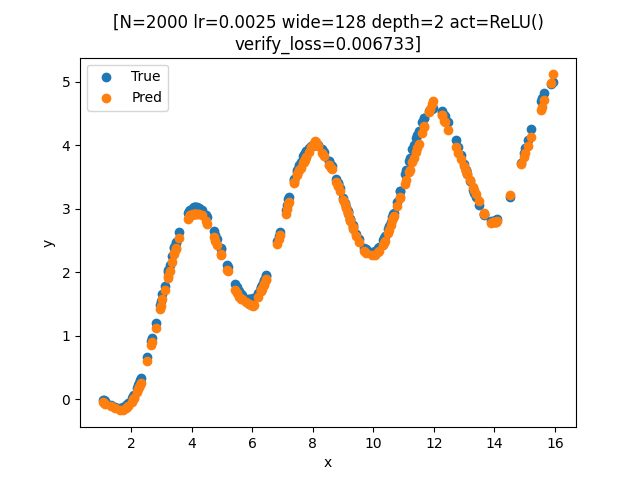 [N=2000 lr=0.0025 wide=128 depth=2 act=ReLU()
verify_loss=0.006733]
True
Pred
5
4
3
2
1
0
y
2
4
6
8
10
12
14
16
x